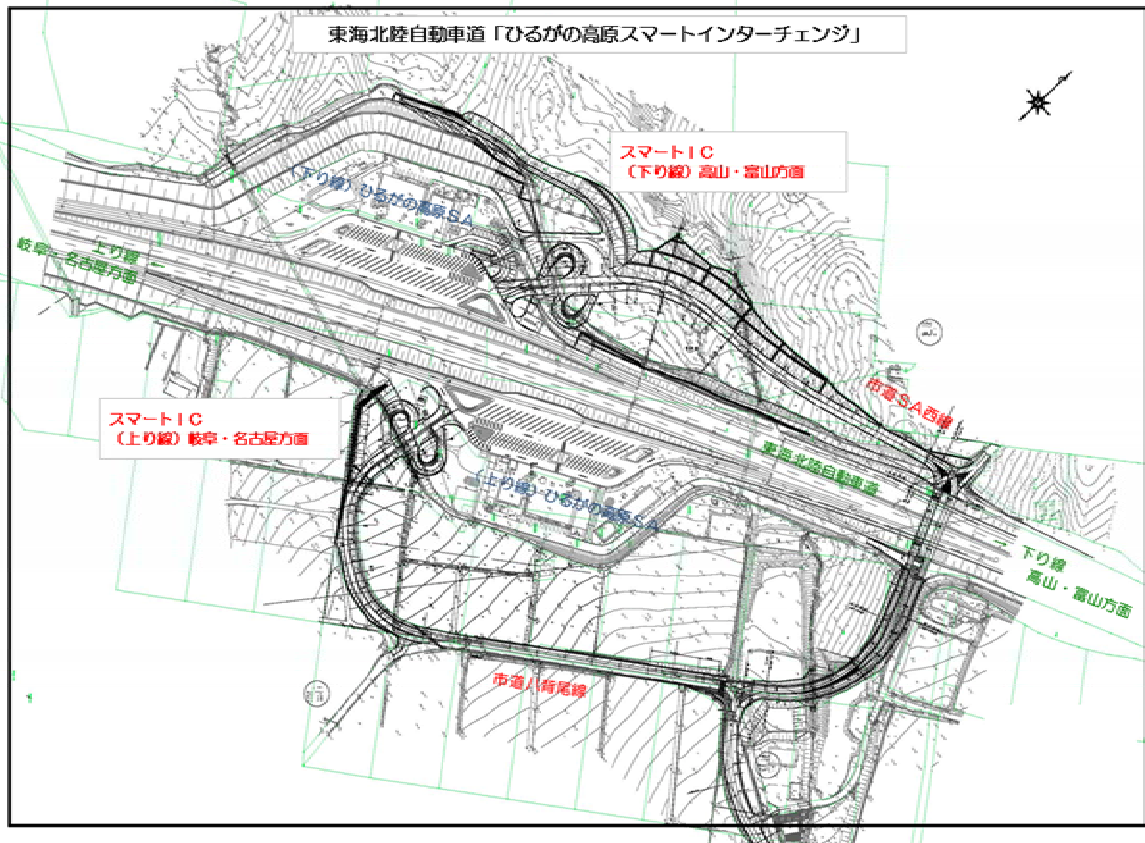 東海北陸自動車道「ひるがの高原スマートインターチェンジ」
スマートIC
(下り線) 高山・富山方面
(下り線) ひるがの高原SA
上り線 ←
岐阜・名古屋方面
市道SA西線
スマートIC
(上り線) 岐阜・名古屋方面
東海北陸自動車道
(上り線) ひるがの高原SA
→
下り線
高山・富山方面
市道八背尾線